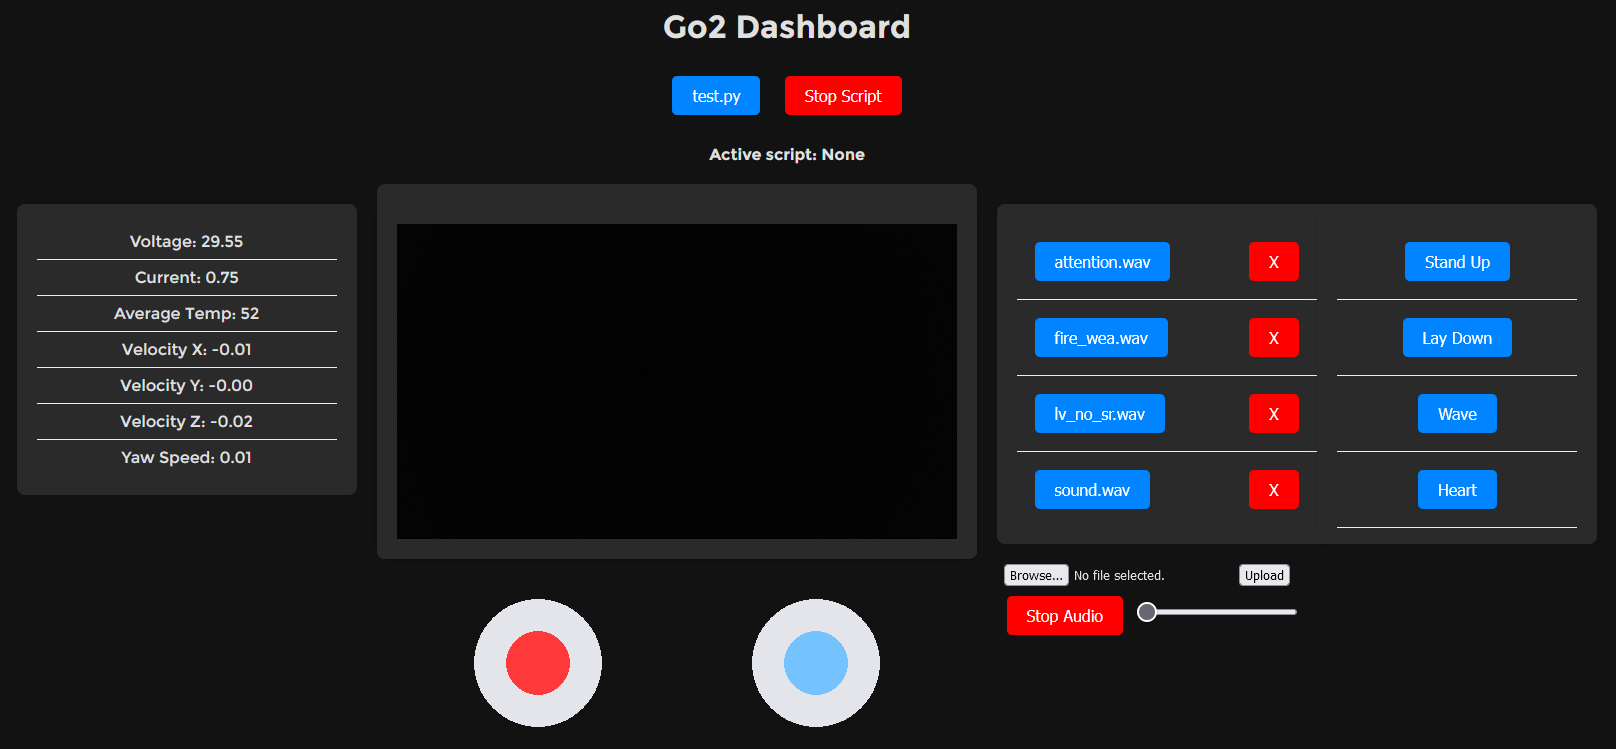 Go2 Dashboard
test.py Stop Script
Active script: None
Voltage: 29.55
Current: 0.75
Average Temp: 52
Velocity X: -0.01
Velocity Y: -0.00
Velocity Z: -0.02
Yaw Speed: 0.01
attention.wav X
fire_wea.wav X
lv_no_sr.wav X
sound.wav X
Stand Up
Lay Down
Wave
Heart
Browse... No file selected. Upload
Stop Audio